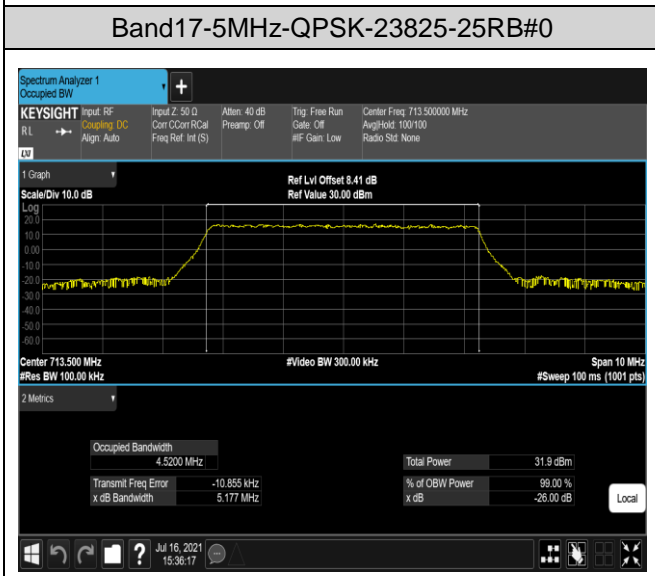 Band17-5MHz-QPSK-23825-25RB#0
Spectrum Analyzer 1
Occupied BW
+
KEYSIGHT
Input: RF
Input Z: 50 Ω
Atten: 40 dB
Trig: Free Run
Center Freq: 713.500000 MHz
RL
Coupling: DC
Corr CCorr RCal
Preamp: Off
Gate: Off
Avg|Hold: 100/100
Align: Auto
Freq Ref: Int (S)
#IF Gain: Low
Radio Std: None
LXI
1 Graph
Ref Lvl Offset 8.41 dB
Scale/Div 10.0 dB
Ref Value 30.00 dBm
Log
20.0
10.0
0.00
-10.0
-20.0
-30.0
-40.0
-50.0
-60.0
Center 713.500 MHz
#Video BW 300.00 kHz
Span 10 MHz
#Res BW 100.00 kHz
#Sweep 100 ms (1001 pts)
2 Metrics
Occupied Bandwidth
4.5200 MHz
Total Power 31.9 dBm
Transmit Freq Error -10.855 kHz
% of OBW Power 99.00 %
x dB Bandwidth 5.177 MHz
x dB -26.00 dB
Local
?
Jul 16, 2021
15:36:17